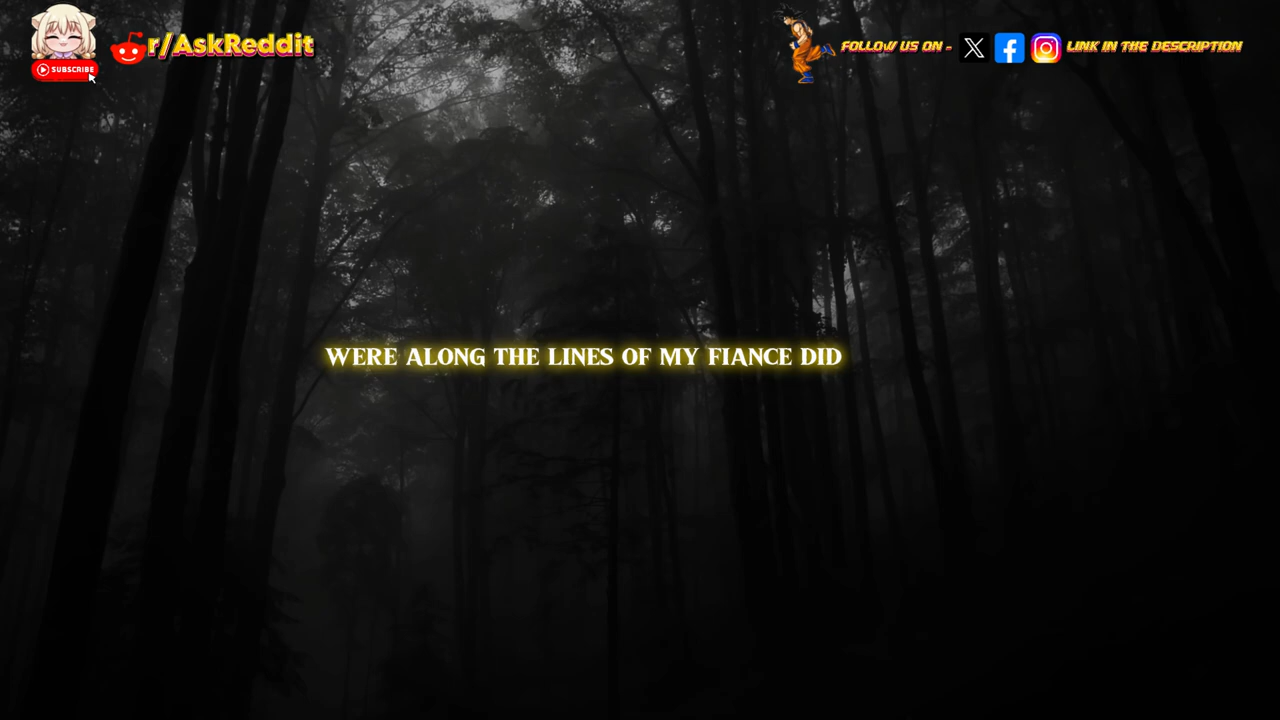 r/AskReddit
SUBSCRIBE
FOLLOW US ON -
LINK IN THE DESCRIPTION
WERE ALONG THE LINES OF MY FIANCE DID